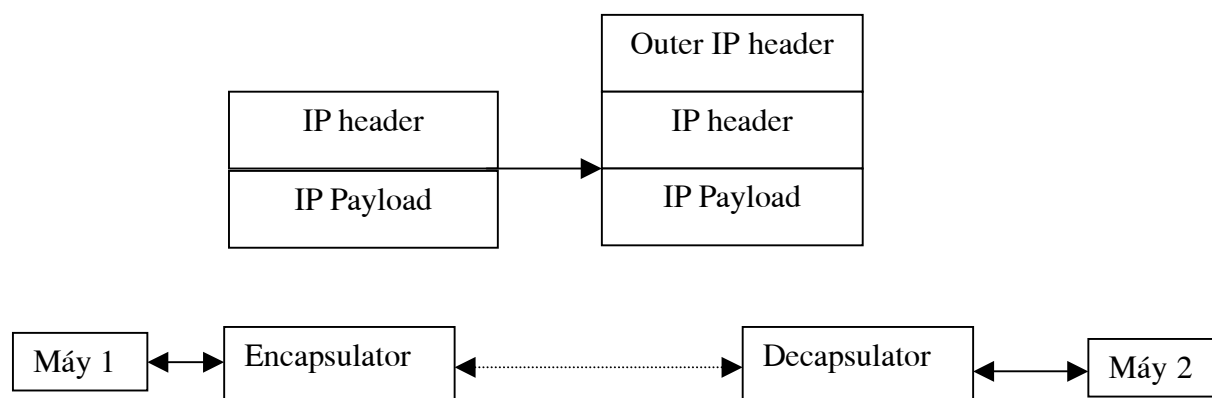 Outer IP header
IP header
IP header
IP Payload
IP Payload
Máy 1
Encapsulator
Decapsulator
Máy 2